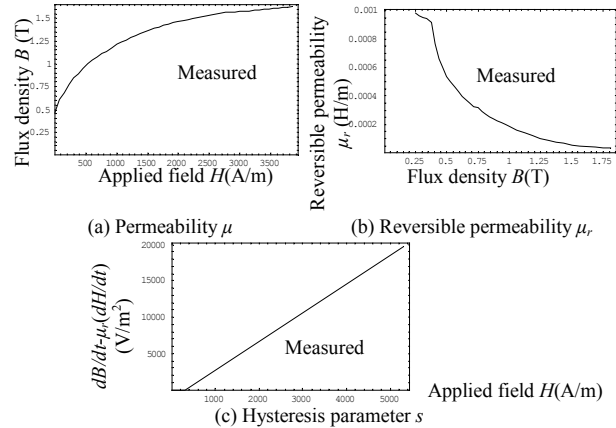 Flux density B (T)
1.5
1.25
1
0.75
0.5
0.25
Measured
500 1000 1500 2000 2500 3000 3500
Applied field H(A/m)
(a) Permeability μ
Reversible permeability
μr (H/m)
0.001
0.0008
0.0006
0.0004
0.0002
Measured
0.25 0.5 0.75 1 1.25 1.5 1.75
Flux density B(T)
(b) Reversible permeability μr
dB/dt-μr(dH/dt)
(V/m²)
20000
15000
10000
5000
Measured
1000 2000 3000 4000 5000
Applied field H(A/m)
(c) Hysteresis parameter s